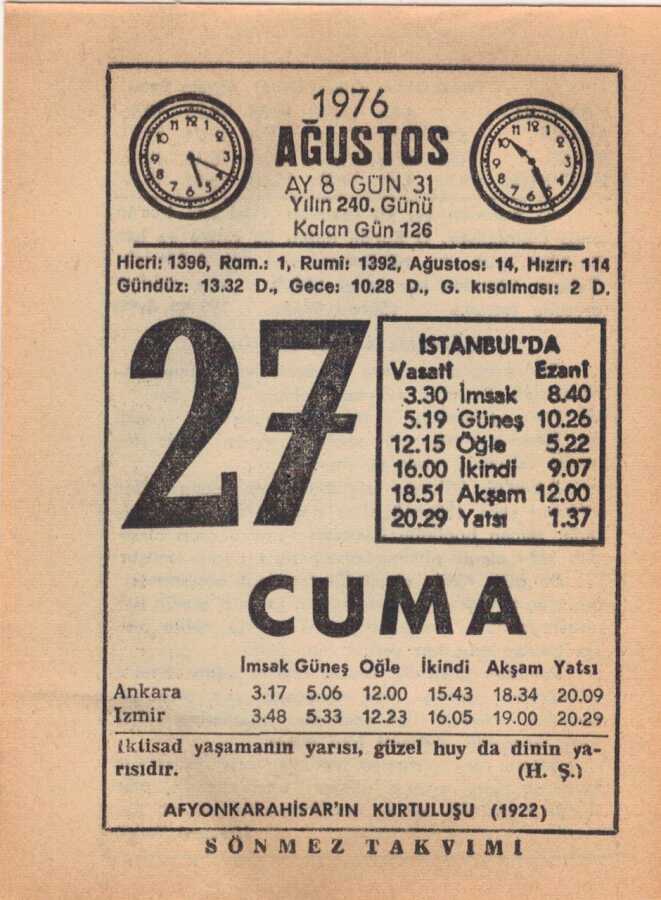 1976
AĞUSTOS
AY 8 GÜN 31
Yılın 240. Günü
Kalan Gün 126
Hicri: 1396, Ram.: 1, Rumî: 1392, Ağustos: 14, Hızır: 114
Gündüz: 13.32 D., Gece: 10.28 D., G. kısalması: 2 D.
27
İSTANBUL'DA
Vasatî Ezanî
3.30 İmsak 8.40
5.19 Güneş 10.26
12.15 Öğle 5.22
16.00 İkindi 9.07
18.51 Akşam 12.00
20.29 Yatsı 1.37
CUMA
İmsak Güneş Öğle İkindi Akşam Yatsı
Ankara 3.17 5.06 12.00 15.43 18.34 20.09
İzmir 3.48 5.33 12.23 16.05 19.00 20.29
İktisad yaşamanın yarısı, güzel huy da dinin ya-
rısıdır. (H. Ş.)
AFYONKARAHİSAR'IN KURTULUŞU (1922)
SÖNMEZ TAKVİMİ